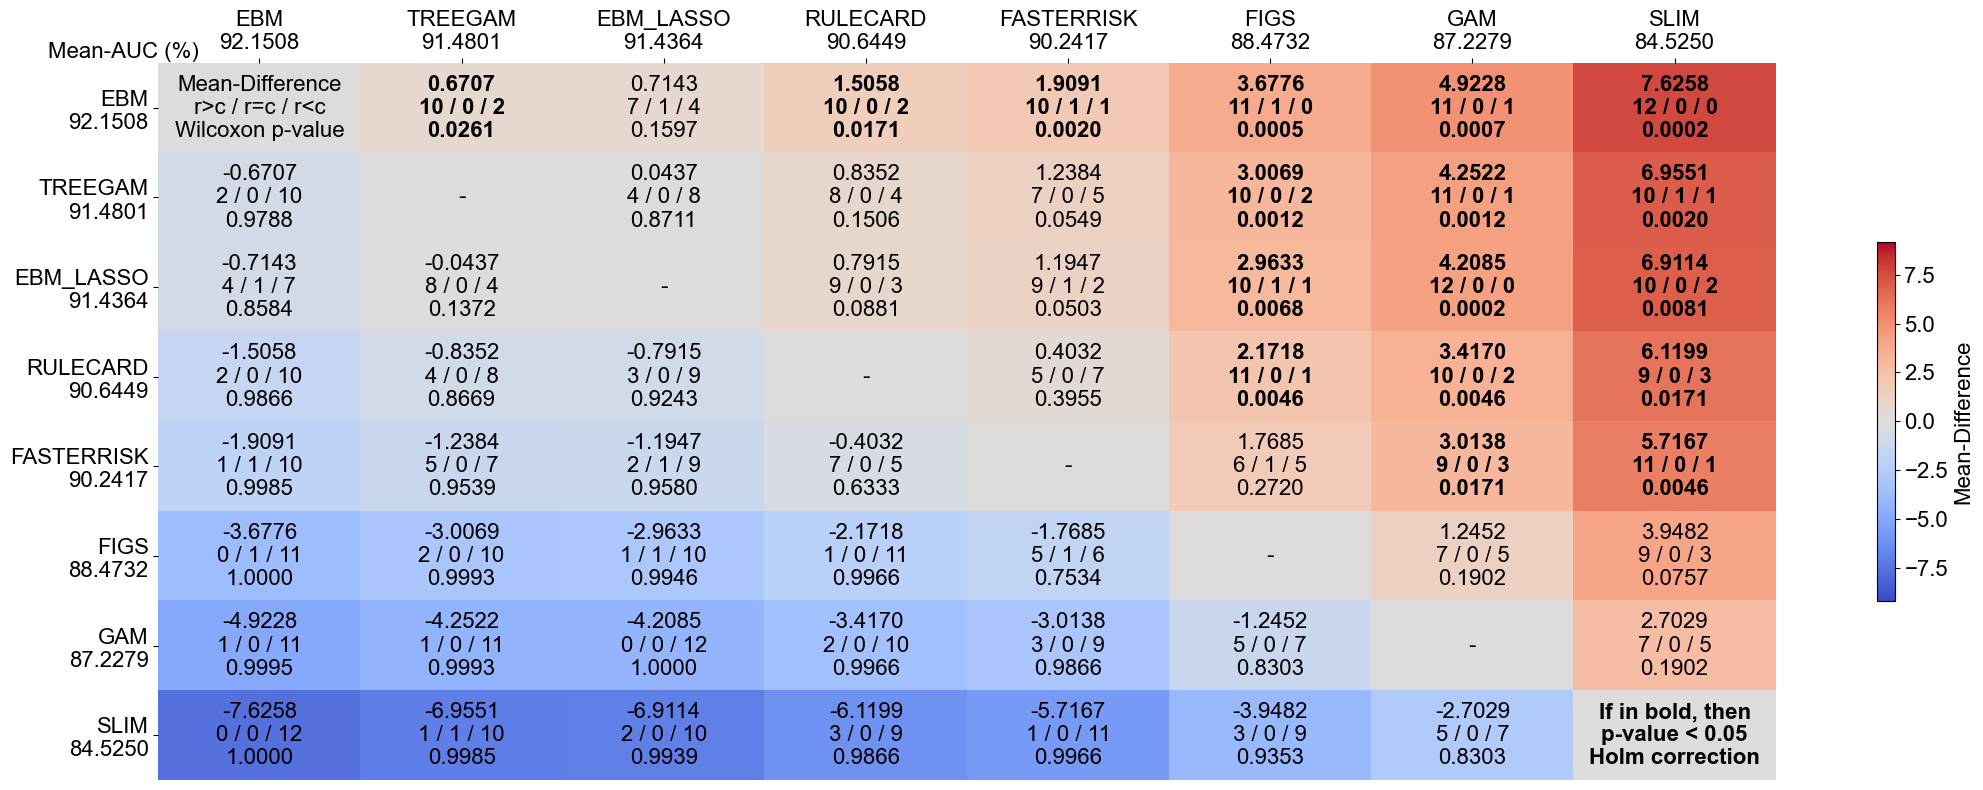 EBM TREEGAM EBM_LASSO RULECARD FASTERRISK FIGS GAM SLIM
92.1508 91.4801 91.4364 90.6449 90.2417 88.4732 87.2279 84.5250
Mean-AUC (%)
Mean-Difference 0.6707 0.7143 1.5058 1.9091 3.6776 4.9228 7.6258
EBM r>c / r=c / r<c 10 / 0 / 2 7 / 1 / 4 10 / 0 / 2 10 / 1 / 1 11 / 1 / 0 11 / 0 / 1 12 / 0 / 0
92.1508 Wilcoxon p-value 0.0261 0.1597 0.0171 0.0020 0.0005 0.0007 0.0002
-0.6707 0.0437 0.8352 1.2384 3.0069 4.2522 6.9551
TREEGAM 2 / 0 / 10 - 4 / 0 / 8 8 / 0 / 4 7 / 0 / 5 10 / 0 / 2 11 / 0 / 1 10 / 1 / 1
91.4801 0.9788 0.8711 0.1506 0.0549 0.0012 0.0012 0.0020
-0.7143 -0.0437 0.7915 1.1947 2.9633 4.2085 6.9114
EBM_LASSO 4 / 1 / 7 8 / 0 / 4 - 9 / 0 / 3 9 / 1 / 2 10 / 1 / 1 12 / 0 / 0 10 / 0 / 2
91.4364 0.8584 0.1372 0.0881 0.0503 0.0068 0.0002 0.0081
-1.5058 -0.8352 -0.7915 0.4032 2.1718 3.4170 6.1199
RULECARD 2 / 0 / 10 4 / 0 / 8 3 / 0 / 9 - 5 / 0 / 7 11 / 0 / 1 10 / 0 / 2 9 / 0 / 3
90.6449 0.9866 0.8669 0.9243 0.3955 0.0046 0.0046 0.0171
-1.9091 -1.2384 -1.1947 -0.4032 1.7685 3.0138 5.7167
FASTERRISK 1 / 1 / 10 5 / 0 / 7 2 / 1 / 9 7 / 0 / 5 - 6 / 1 / 5 9 / 0 / 3 11 / 0 / 1
90.2417 0.9985 0.9539 0.9580 0.6333 0.2720 0.0171 0.0046
-3.6776 -3.0069 -2.9633 -2.1718 -1.7685 1.2452 3.9482
FIGS 0 / 1 / 11 2 / 0 / 10 1 / 1 / 10 1 / 0 / 11 5 / 1 / 6 - 7 / 0 / 5 9 / 0 / 3
88.4732 1.0000 0.9993 0.9946 0.9966 0.7534 0.1902 0.0757
-4.9228 -4.2522 -4.2085 -3.4170 -3.0138 -1.2452 2.7029
GAM 1 / 0 / 11 1 / 0 / 11 0 / 0 / 12 2 / 0 / 10 3 / 0 / 9 5 / 0 / 7 - 7 / 0 / 5
87.2279 0.9995 0.9993 1.0000 0.9966 0.9866 0.8303 0.1902
-7.6258 -6.9551 -6.9114 -6.1199 -5.7167 -3.9482 -2.7029 If in bold, then
SLIM 0 / 0 / 12 1 / 1 / 10 2 / 0 / 10 3 / 0 / 9 1 / 0 / 11 3 / 0 / 9 5 / 0 / 7 p-value < 0.05
84.5250 1.0000 0.9985 0.9939 0.9866 0.9966 0.9353 0.8303 Holm correction
7.5
5.0
2.5
0.0
−2.5
−5.0
−7.5
Mean-Difference